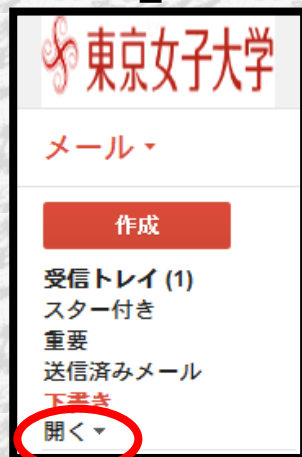 東京女子大学
メール
作成
受信トレイ (1)
スター付き
重要
送信済みメール
下書き
開く